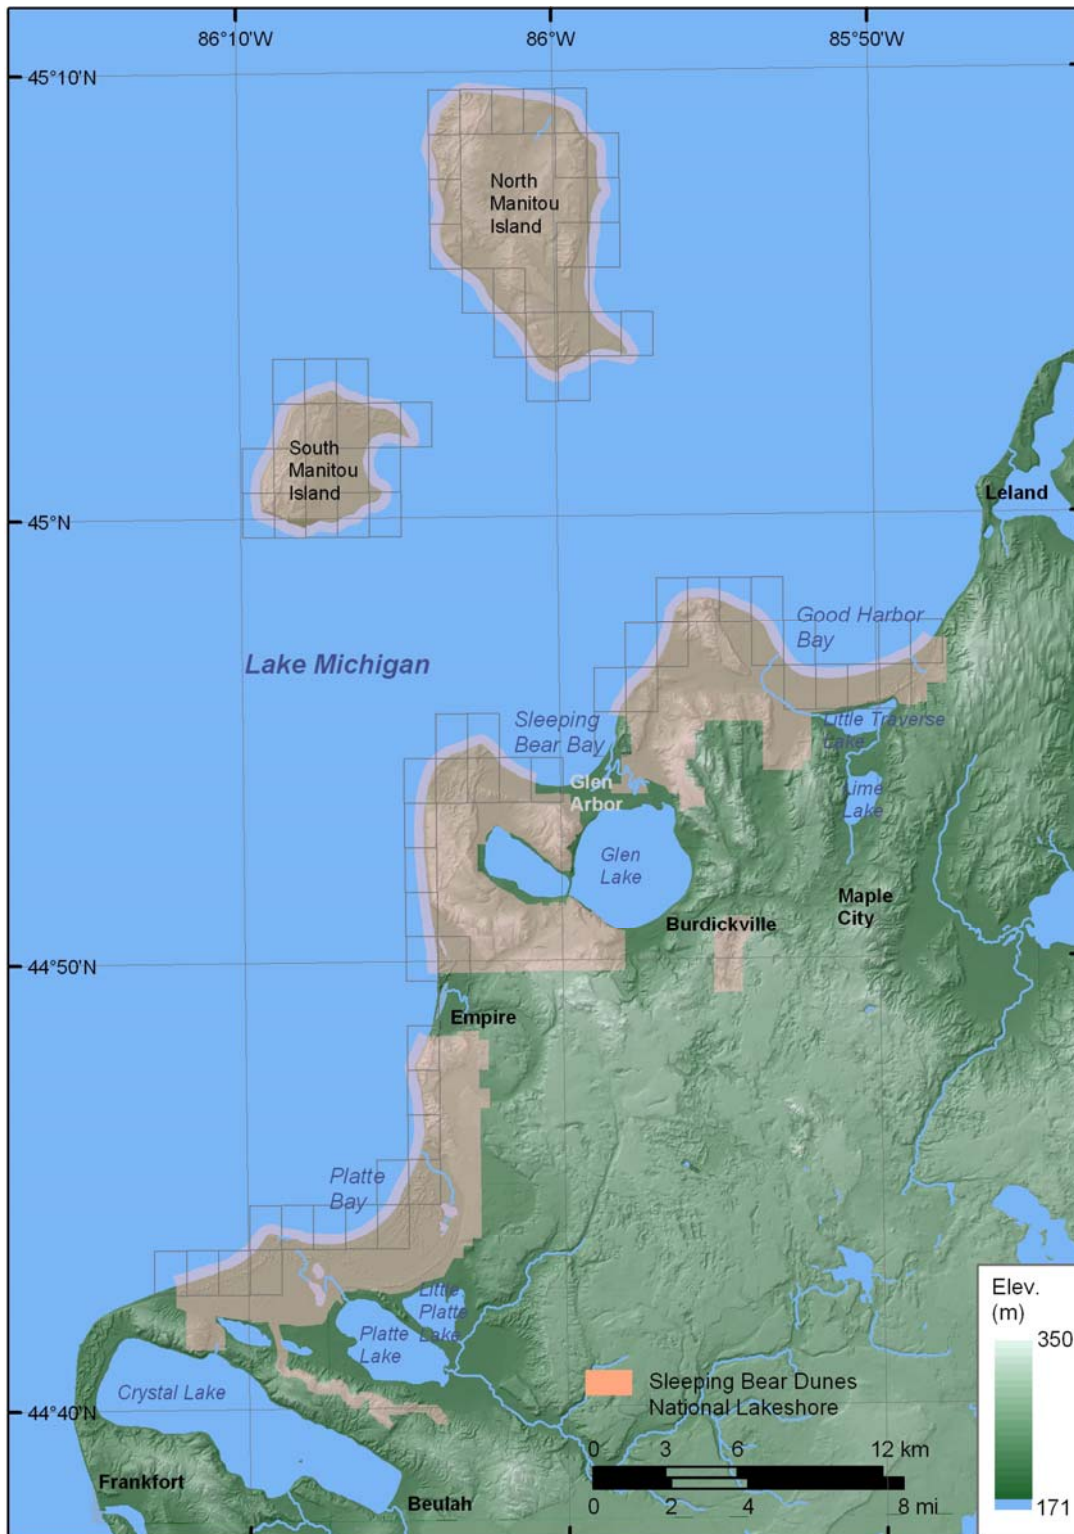 86°10'W
86°W
85°50'W
45°10'N
North
Manitou
Island
South
Manitou
Island
Leland
45°N
Good Harbor
Bay
Lake Michigan
Sleeping
Bear Bay
Little Traverse
Lake
Glen
Arbor
Lime
Lake
Glen
Lake
Maple
City
Burdickville
44°50'N
Empire
Platte
Bay
Elev.
(m)
350
171
Little
Platte
Lake
Platte
Lake
Crystal Lake
Sleeping Bear Dunes
National Lakeshore
44°40'N
0 3 6 12 km
0 2 4 8 mi
Frankfort
Beulah